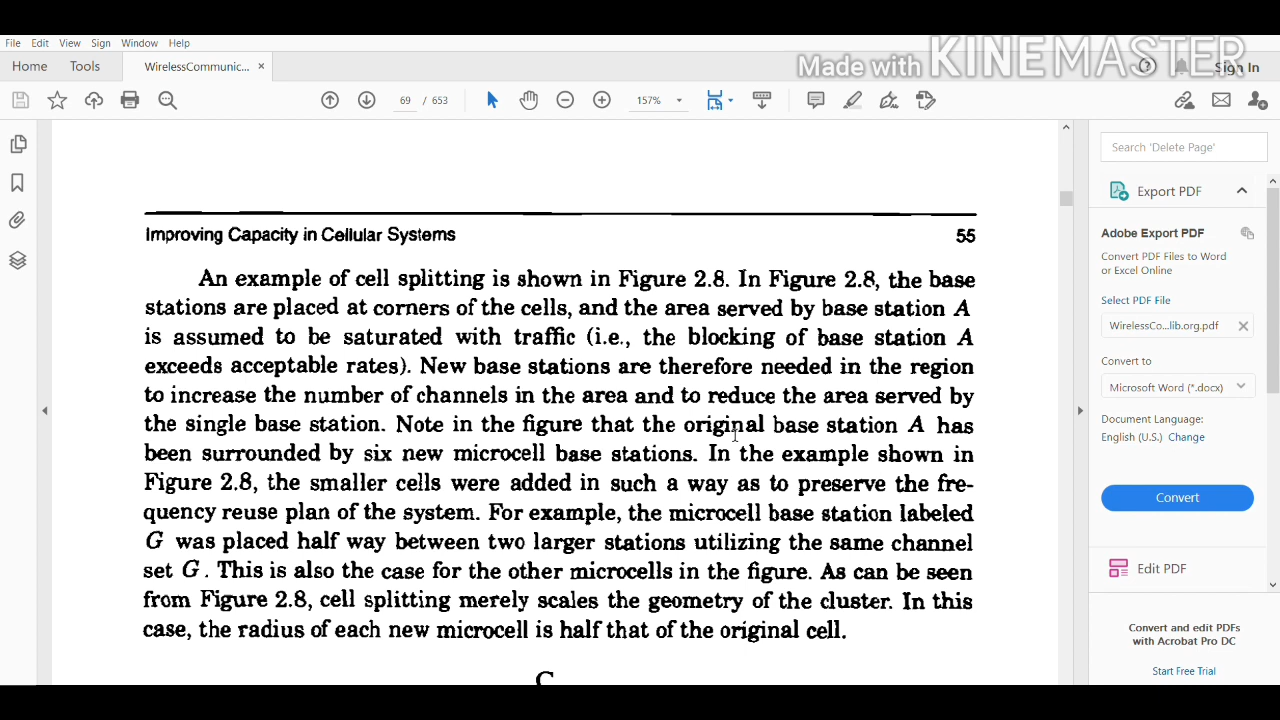 File Edit View Sign Window Help
Made with KINEMASTER
Home Tools WirelessCommunic... × Sign In
69 / 653 157%
Search 'Delete Page'
Export PDF
Adobe Export PDF
Convert PDF Files to Word
or Excel Online
Select PDF File
WirelessCo...lib.org.pdf
Convert to
Microsoft Word (*.docx)
Document Language:
English (U.S.) Change
Convert
Edit PDF
Convert and edit PDFs
with Acrobat Pro DC
Start Free Trial
Improving Capacity in Cellular Systems 55
An example of cell splitting is shown in Figure 2.8. In Figure 2.8, the base
stations are placed at corners of the cells, and the area served by base station A
is assumed to be saturated with traffic (i.e., the blocking of base station A
exceeds acceptable rates). New base stations are therefore needed in the region
to increase the number of channels in the area and to reduce the area served by
the single base station. Note in the figure that the original base station A has
been surrounded by six new microcell base stations. In the example shown in
Figure 2.8, the smaller cells were added in such a way as to preserve the fre-
quency reuse plan of the system. For example, the microcell base station labeled
G was placed half way between two larger stations utilizing the same channel
set G. This is also the case for the other microcells in the figure. As can be seen
from Figure 2.8, cell splitting merely scales the geometry of the cluster. In this
case, the radius of each new microcell is half that of the original cell.